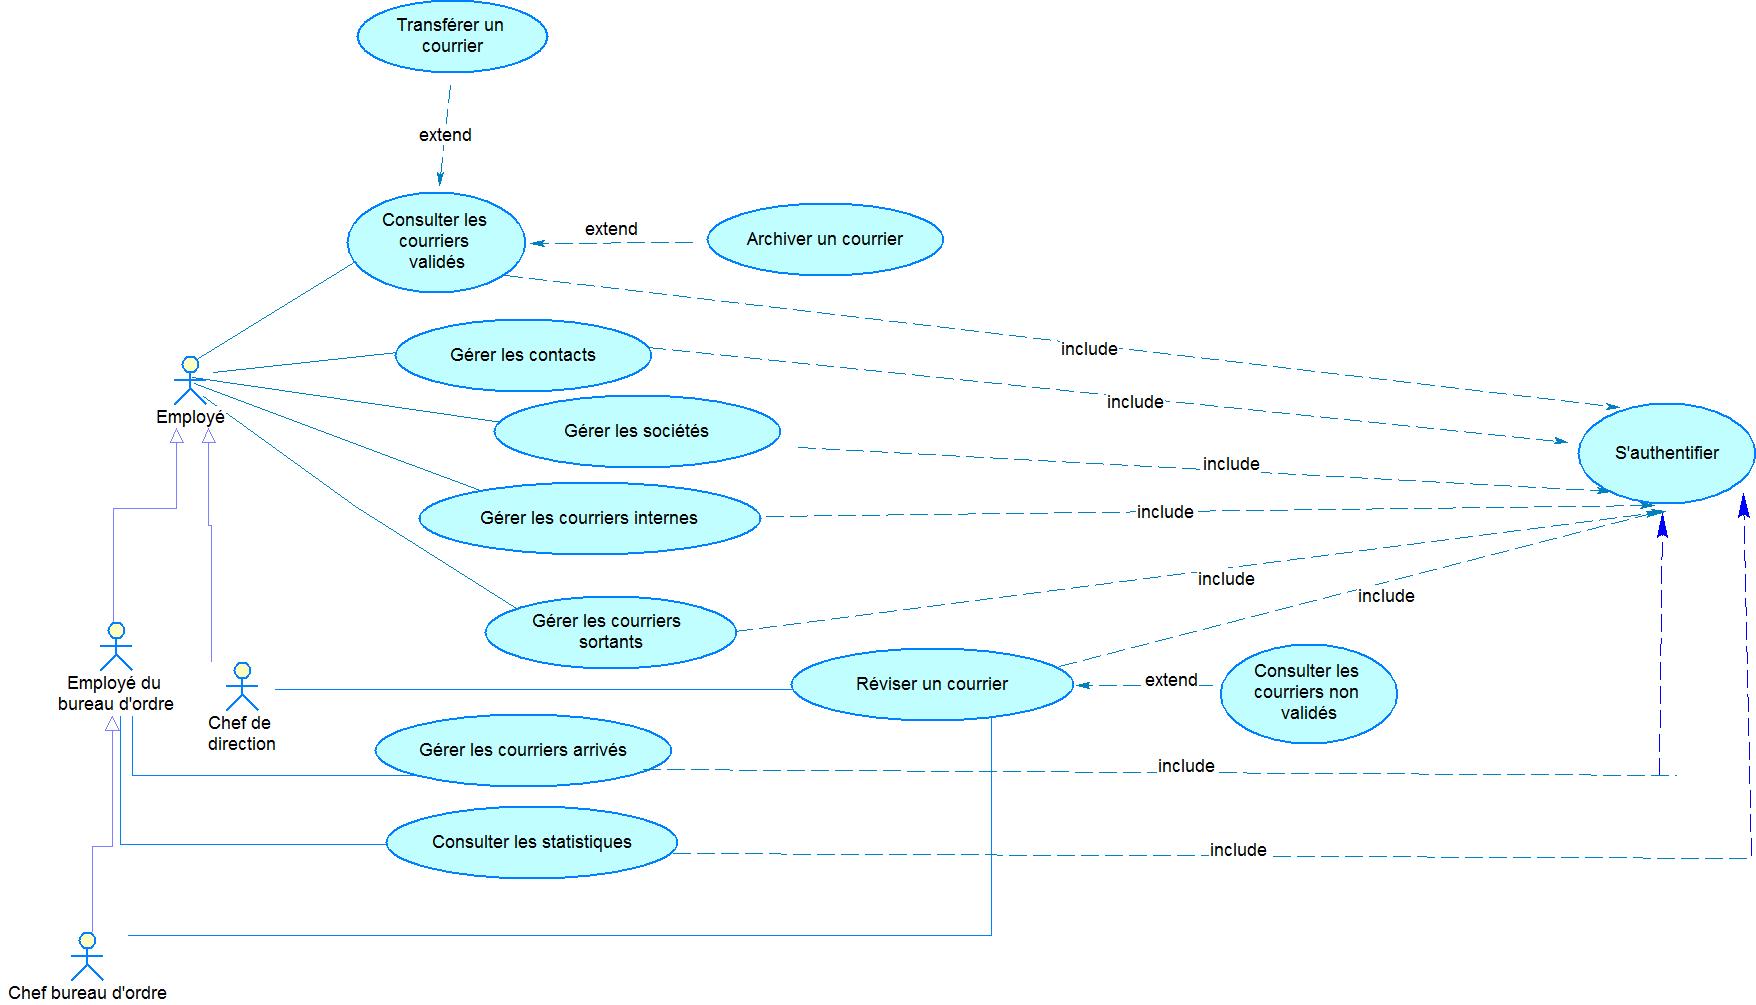 Transférer un
courrier
extend
Consulter les
courriers
validés
extend
Archiver un courrier
include
Gérer les contacts
include
Employé
Gérer les sociétés
S'authentifier
include
Gérer les courriers internes
include
include
include
Gérer les courriers
sortants
Employé du
bureau d'ordre
Chef de
direction
Réviser un courrier
extend
Consulter les
courriers non
validés
Gérer les courriers arrivés
include
Consulter les statistiques
include
Chef bureau d'ordre